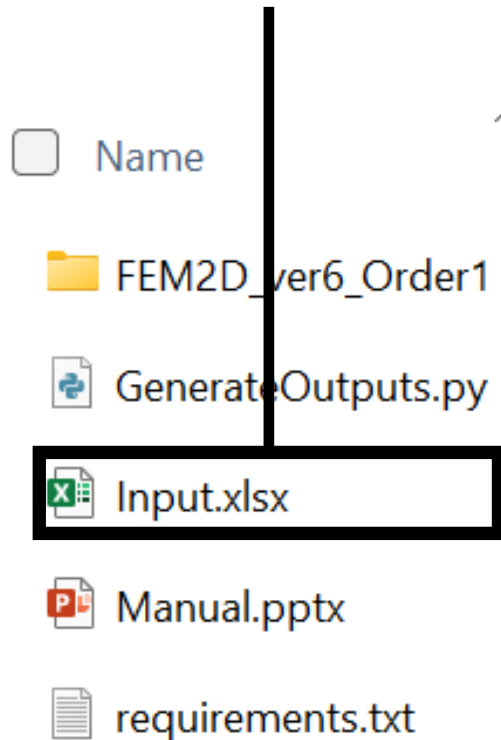 Name
FEM2D_ver6_Order1
GenerateOutputs.py
Input.xlsx
Manual.pptx
requirements.txt